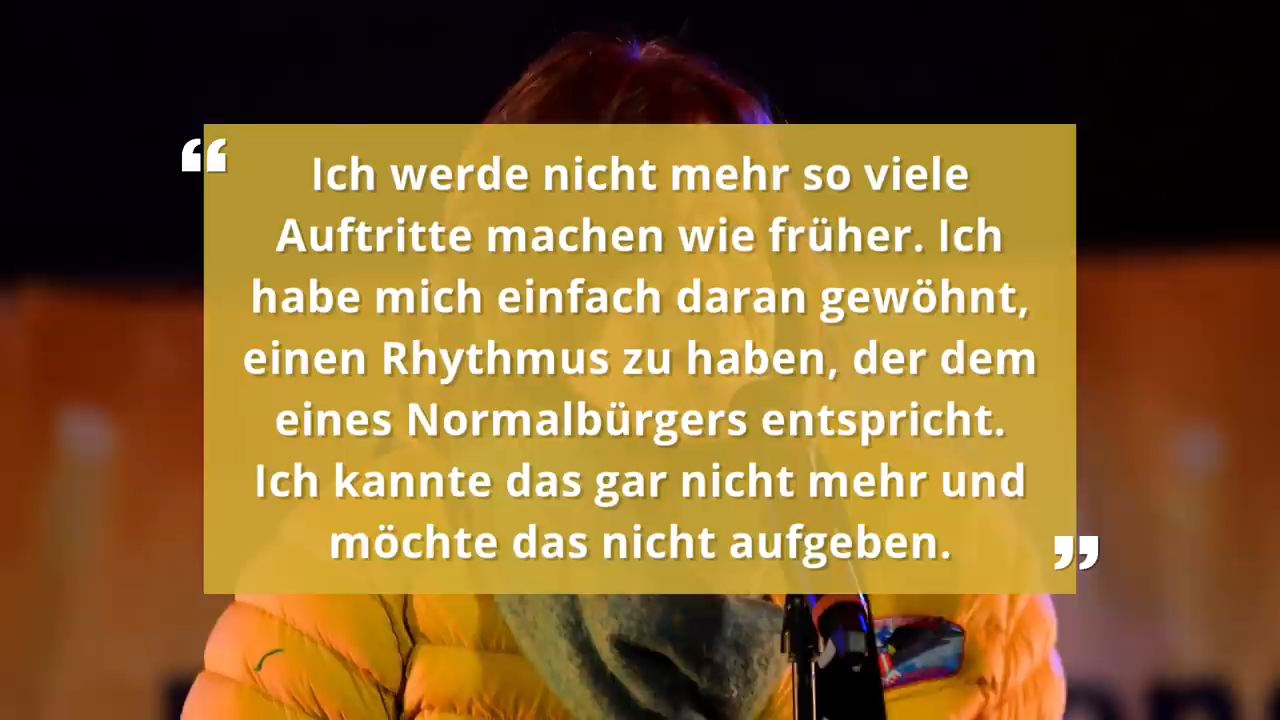 “
Ich werde nicht mehr so viele
Auftritte machen wie früher. Ich
habe mich einfach daran gewöhnt,
einen Rhythmus zu haben, der dem
eines Normalbürgers entspricht.
Ich kannte das gar nicht mehr und
möchte das nicht aufgeben.
”